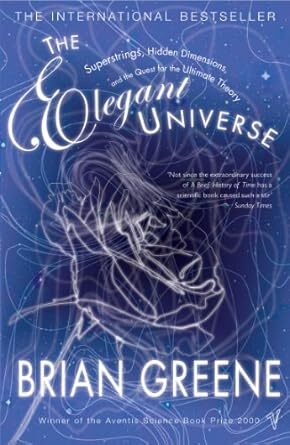 THE INTERNATIONAL BESTSELLER
THE
Elegant
UNIVERSE
Superstrings, Hidden Dimensions,
and the Quest for the Ultimate Theory
"Not since the extraordinary success
of A Brief History of Time has a
scientific book caused such a stir"
Sunday Times
BRIAN GREENE
Winner of the Aventis Science Book Prize 2000